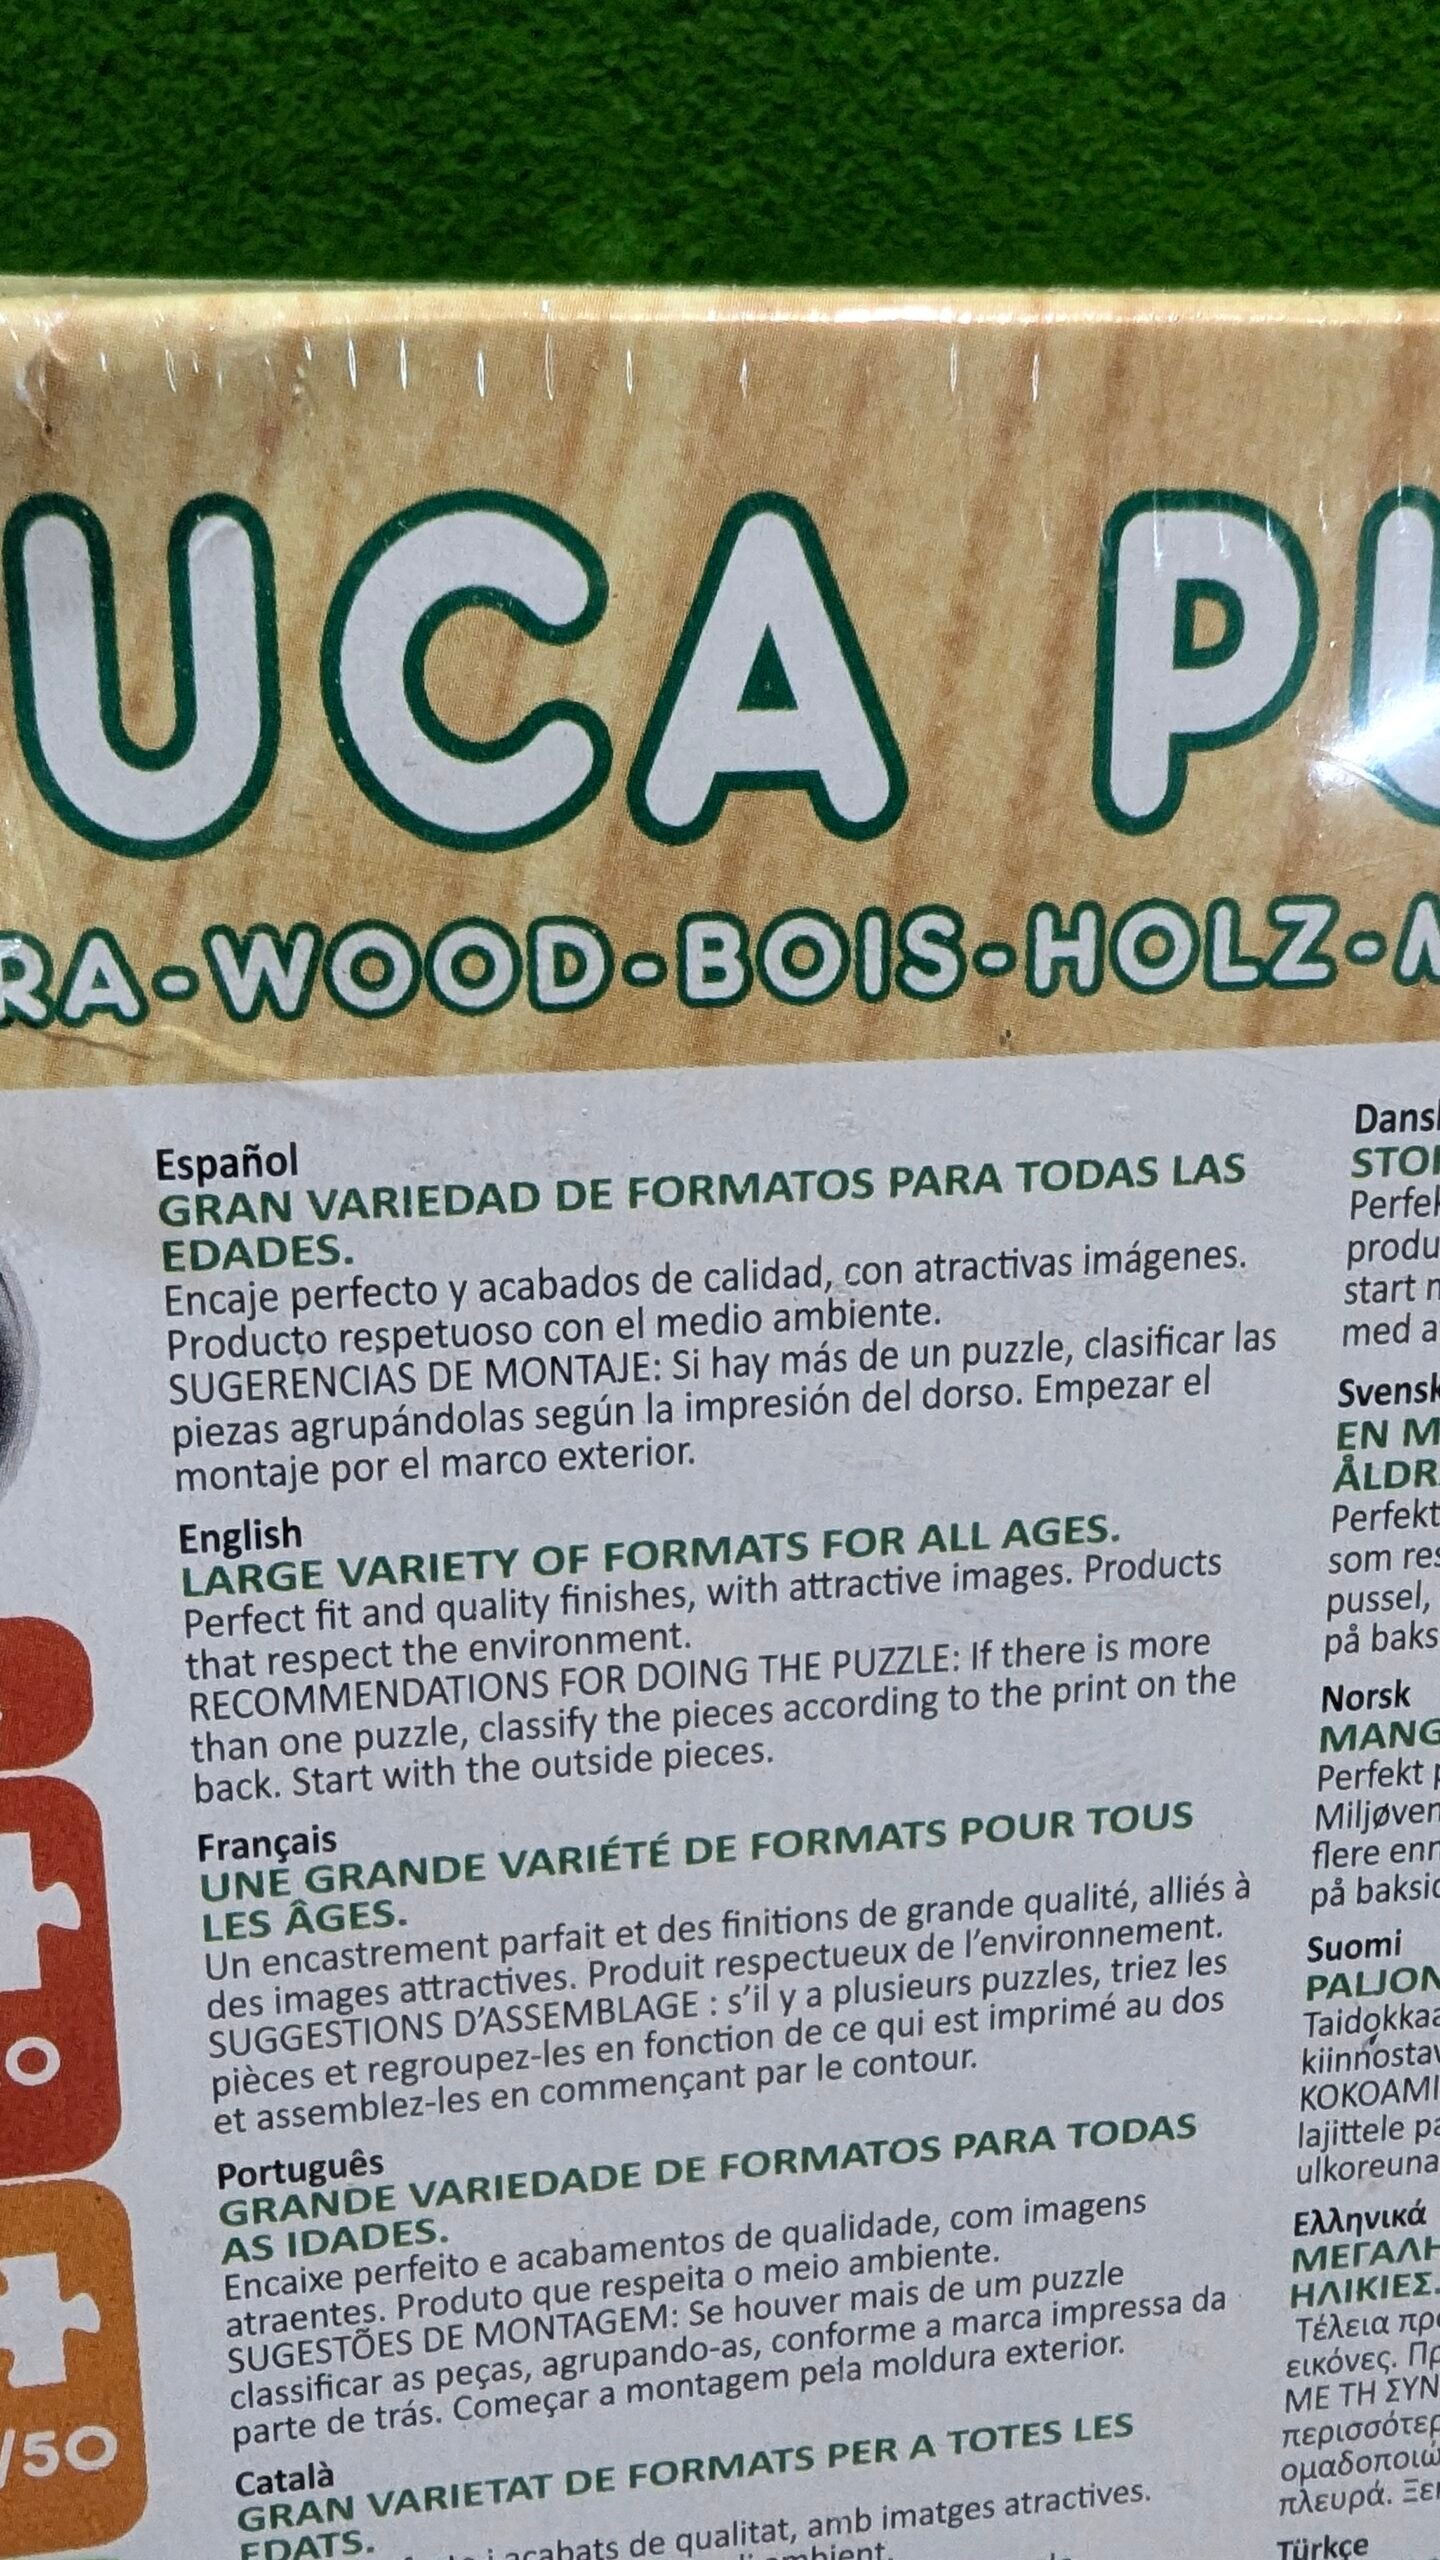 UCA PU
RA-WOOD-BOIS-HOLZ-
Español
GRAN VARIEDAD DE FORMATOS PARA TODAS LAS
EDADES.
Encaje perfecto y acabados de calidad, con atractivas imágenes.
Producto respetuoso con el medio ambiente.
SUGERENCIAS DE MONTAJE: Si hay más de un puzzle, clasificar las
piezas agrupándolas según la impresión del dorso. Empezar el
montaje por el marco exterior.
English
LARGE VARIETY OF FORMATS FOR ALL AGES.
Perfect fit and quality finishes, with attractive images. Products
that respect the environment.
RECOMMENDATIONS FOR DOING THE PUZZLE: If there is more
than one puzzle, classify the pieces according to the print on the
back. Start with the outside pieces.
Français
UNE GRANDE VARIÉTÉ DE FORMATS POUR TOUS
LES ÂGES.
Un encastrement parfait et des finitions de grande qualité, alliés à
des images attractives. Produit respectueux de l'environnement.
SUGGESTIONS D'ASSEMBLAGE : s'il y a plusieurs puzzles, triez les
pièces et regroupez-les en fonction de ce qui est imprimé au dos
et assemblez-les en commençant par le contour.
Português
GRANDE VARIEDADE DE FORMATOS PARA TODAS
AS IDADES.
Encaixe perfeito e acabamentos de qualidade, com imagens
atraentes. Produto que respeita o meio ambiente.
SUGESTÕES DE MONTAGEM: Se houver mais de um puzzle
classificar as peças, agrupando-as, conforme a marca impressa da
parte de trás. Começar a montagem pela moldura exterior.
Català
GRAN VARIETAT DE FORMATS PER A TOTES LES
EDATS.
i acabats de qualitat, amb imatges atractives.
ambient.
Dansk
STOR
Perfek
produ
start m
med a
Svensk
EN M
ÅLDR
Perfekt
som res
pussel,
på baks
Norsk
MANG
Perfekt p
Miljøven
flere enn
på baksid
Suomi
PALJON
Taidokkaa
kiinnostav
KOKOAMI
lajittele pa
ulkoreuna
Ελληνικά
ΜΕΓΑΛΗ
ΗΛΙΚΙΕΣ.
Τέλεια προ
εικόνες. Πρ
ΜΕ ΤΗ ΣΥΝ
περισσότερ
ομαδοποιώ
πλευρά. Ξεκ
Türkçe
/50